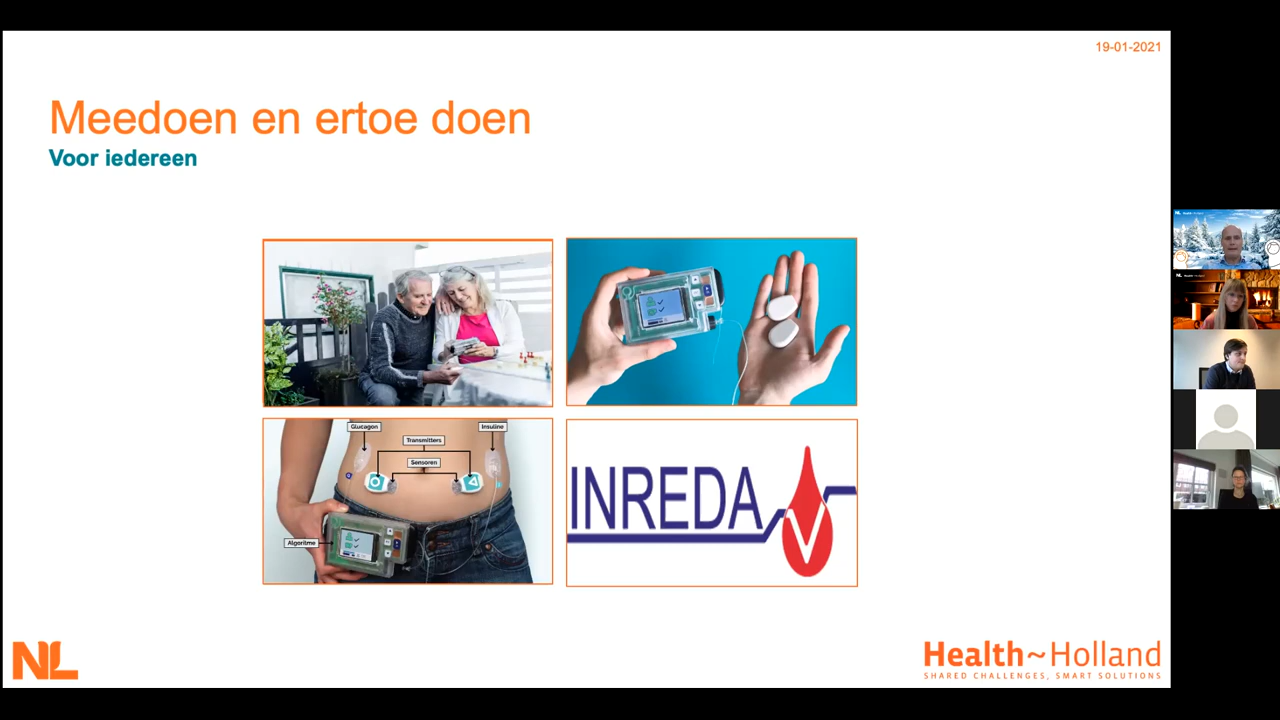 19-01-2021
Meedoen en ertoe doen
Voor iedereen
Glucagon
Insuline
Transmitters
Sensoren
Algoritme
INREDA
NL
Health~Holland
SHARED CHALLENGES, SMART SOLUTIONS